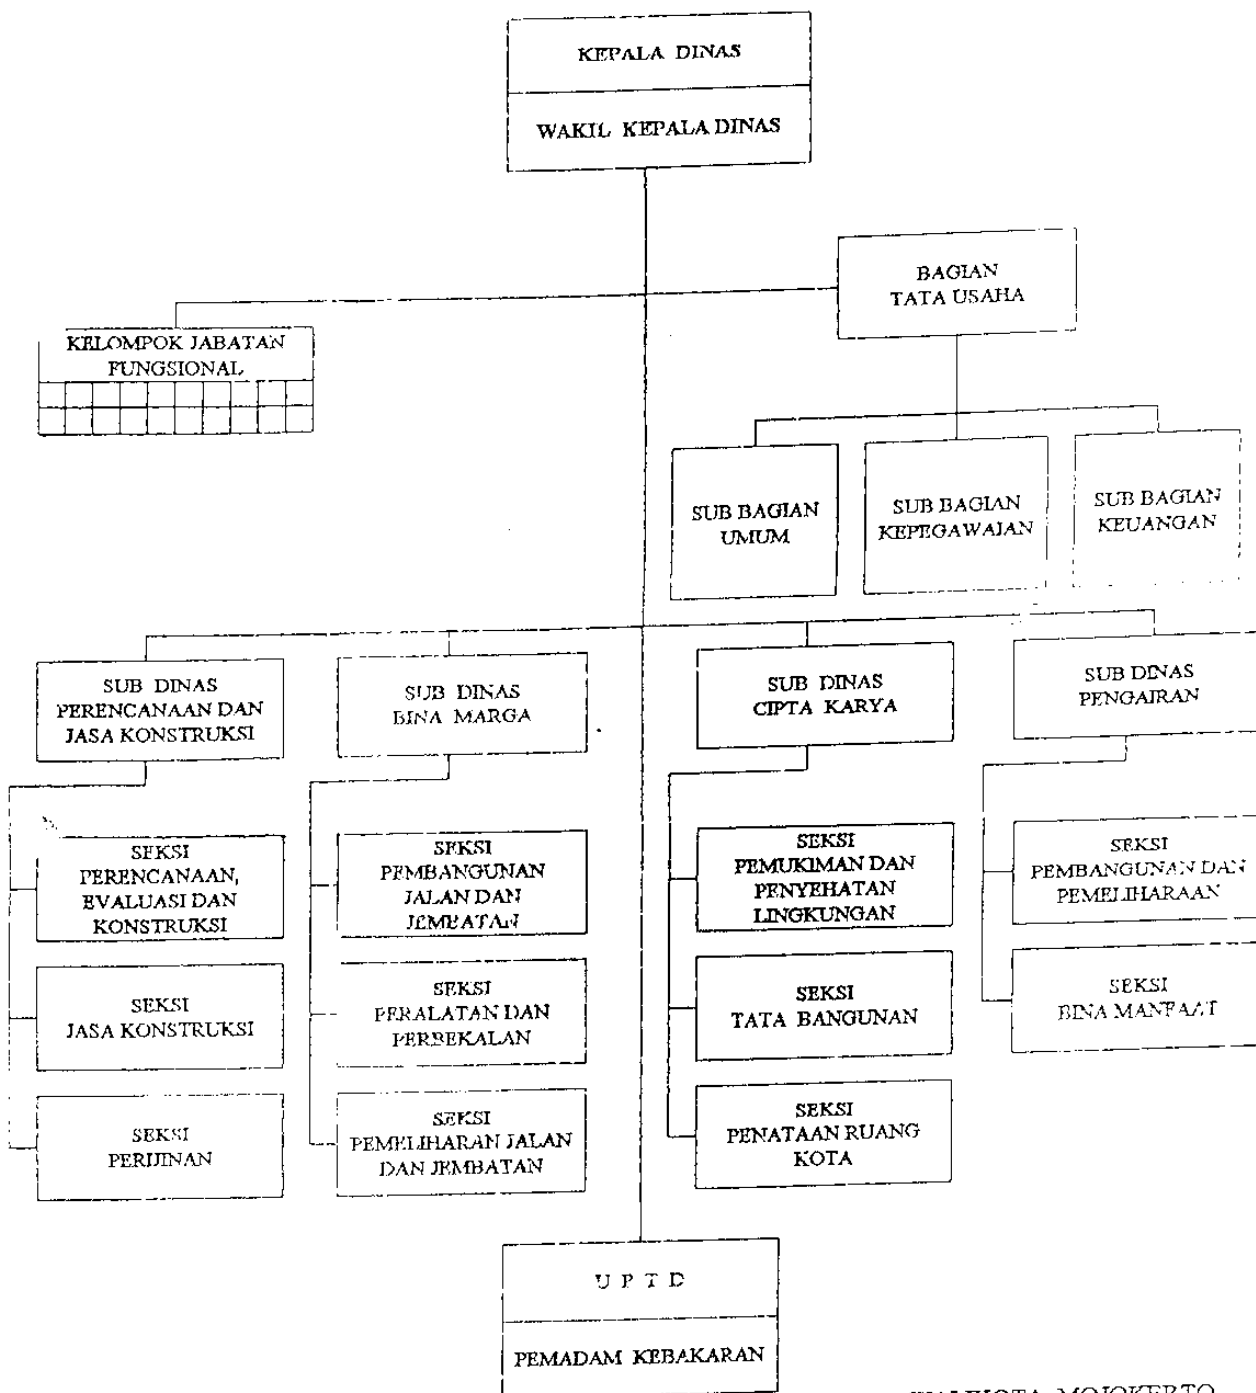 KEPALA DINAS
WAKIL KEPALA DINAS
BAGIAN
TATA USAHA
KELOMPOK JABATAN
FUNGSIONAL
SUB BAGIAN
UMUM
SUB BAGIAN
KEPEGAWAIAN
SUB BAGIAN
KEUANGAN
SUB DINAS
PERENCANAAN DAN
JASA KONSTRUKSI
SUB DINAS
BINA MARGA
SUB DINAS
CIPTA KARYA
SUB DINAS
PENGAIRAN
SEKSI
PERENCANAAN,
EVALUASI DAN
KONSTRUKSI
SEKSI
PEMBANGUNAN
JALAN DAN
JEMBATAN
SEKSI
PEMUKIMAN DAN
PENYEHATAN
LINGKUNGAN
SEKSI
PEMBANGUNAN DAN
PEMELIHARAAN
SEKSI
JASA KONSTRUKSI
SEKSI
PERALATAN DAN
PERBEKALAN
SEKSI
TATA BANGUNAN
SEKSI
BINA MANFAAT
SEKSI
PERIJINAN
SEKSI
PEMELIHARAN JALAN
DAN JEMBATAN
SEKSI
PENATAAN RUANG
KOTA
U P T D
PEMADAM KEBAKARAN
WALIKOTA MOJOKERTO